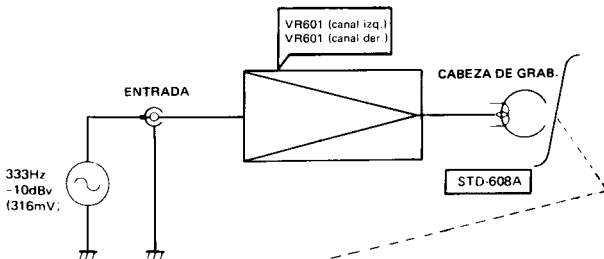 VR601 (canal izq.)
VR601 (canal der.)
CABEZA DE GRAB.
ENTRADA
333Hz
-10dBv
(316mV)
STD-608A